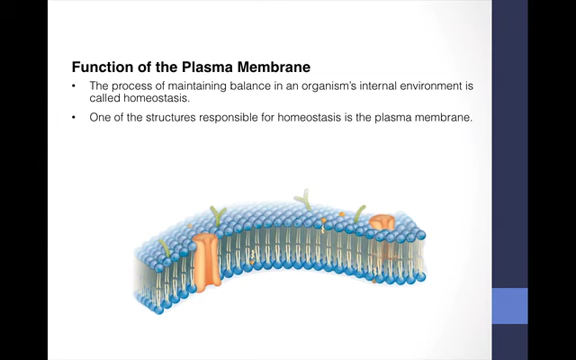 Function of the Plasma Membrane
• The process of maintaining balance in an organism's internal environment is
called homeostasis.
• One of the structures responsible for homeostasis is the plasma membrane.